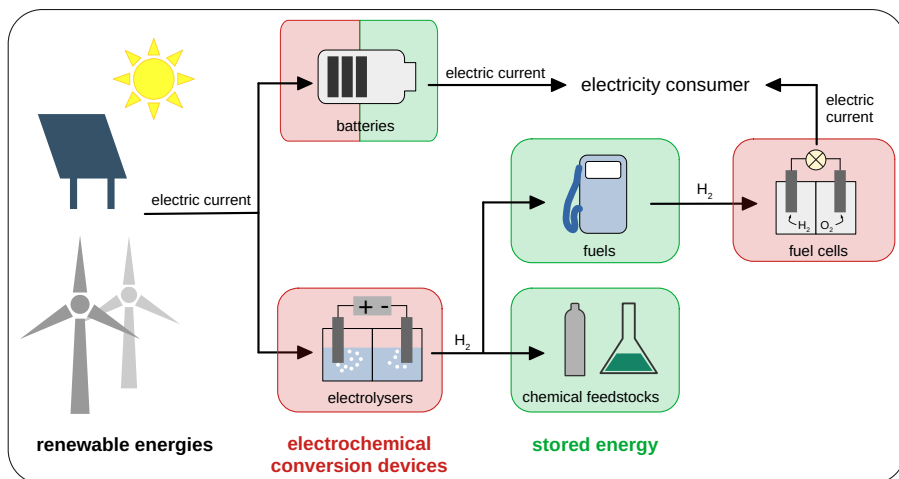 electric current
electricity consumer
batteries
electric
current
electric current
H₂
H₂
O₂
fuels
fuel cells
+ -
H₂
electrolysers
chemical feedstocks
renewable energies
electrochemical
conversion devices
stored energy